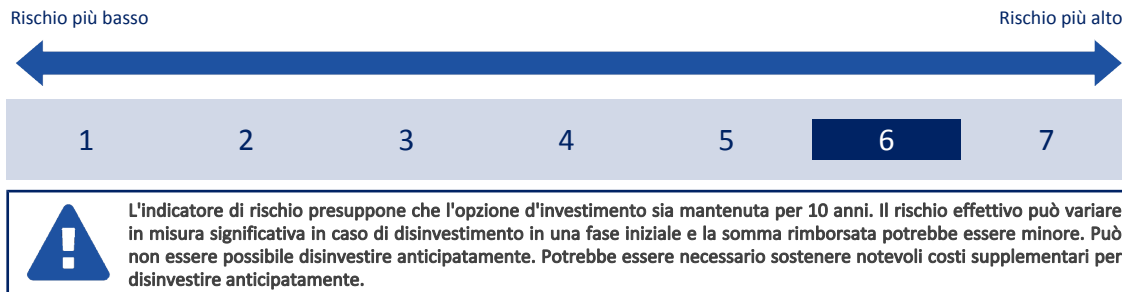 Rischio più basso Rischio più alto
1 2 3 4 5 6 7
L'indicatore di rischio presuppone che l'opzione d'investimento sia mantenuta per 10 anni. Il rischio effettivo può variare
in misura significativa in caso di disinvestimento in una fase iniziale e la somma rimborsata potrebbe essere minore. Può
non essere possibile disinvestire anticipatamente. Potrebbe essere necessario sostenere notevoli costi supplementari per
disinvestire anticipatamente.